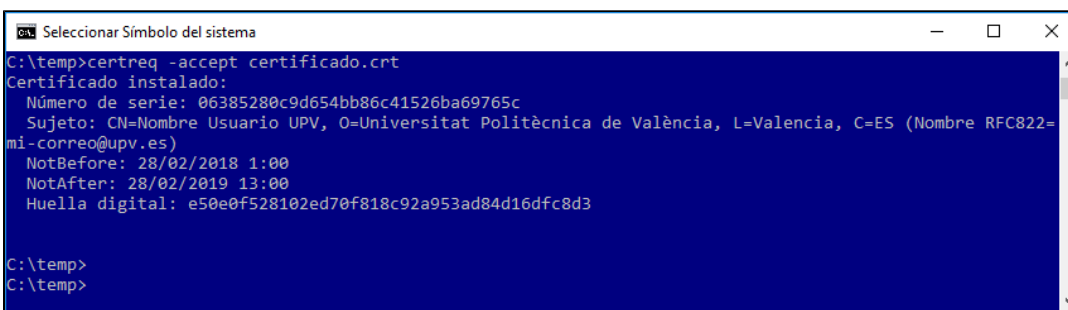 Seleccionar Símbolo del sistema
C:\temp>certreq -accept certificado.crt
Certificado instalado:
  Número de serie: 06385280c9d654bb86c41526ba69765c
  Sujeto: CN=Nombre Usuario UPV, O=Universitat Politècnica de València, L=Valencia, C=ES (Nombre RFC822=
mi-correo@upv.es)
  NotBefore: 28/02/2018 1:00
  NotAfter: 28/02/2019 13:00
  Huella digital: e50e0f528102ed70f818c92a953ad84d16dfc8d3
C:\temp>
C:\temp>